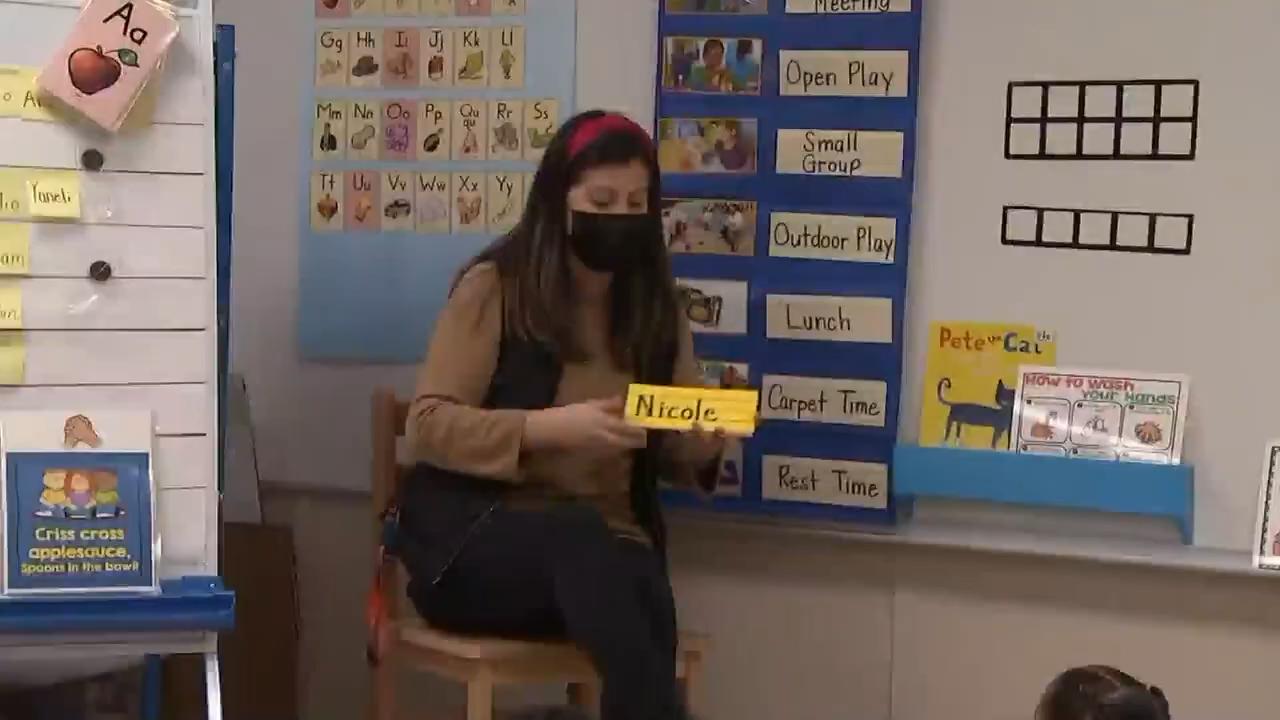 Aa
Yaneli
Criss cross
applesauce,
Spoons in the bowl!
Gg Hh Ii Jj Kk Ll
Mm Nn Oo Pp Qu qu Rr Ss
Tt Uu Vv Ww Xx Yy
Nicole
Meeting
Open Play
Small
Group
Outdoor Play
Lunch
Carpet Time
Rest Time
Pete the Cat
How to Wash
your Hands